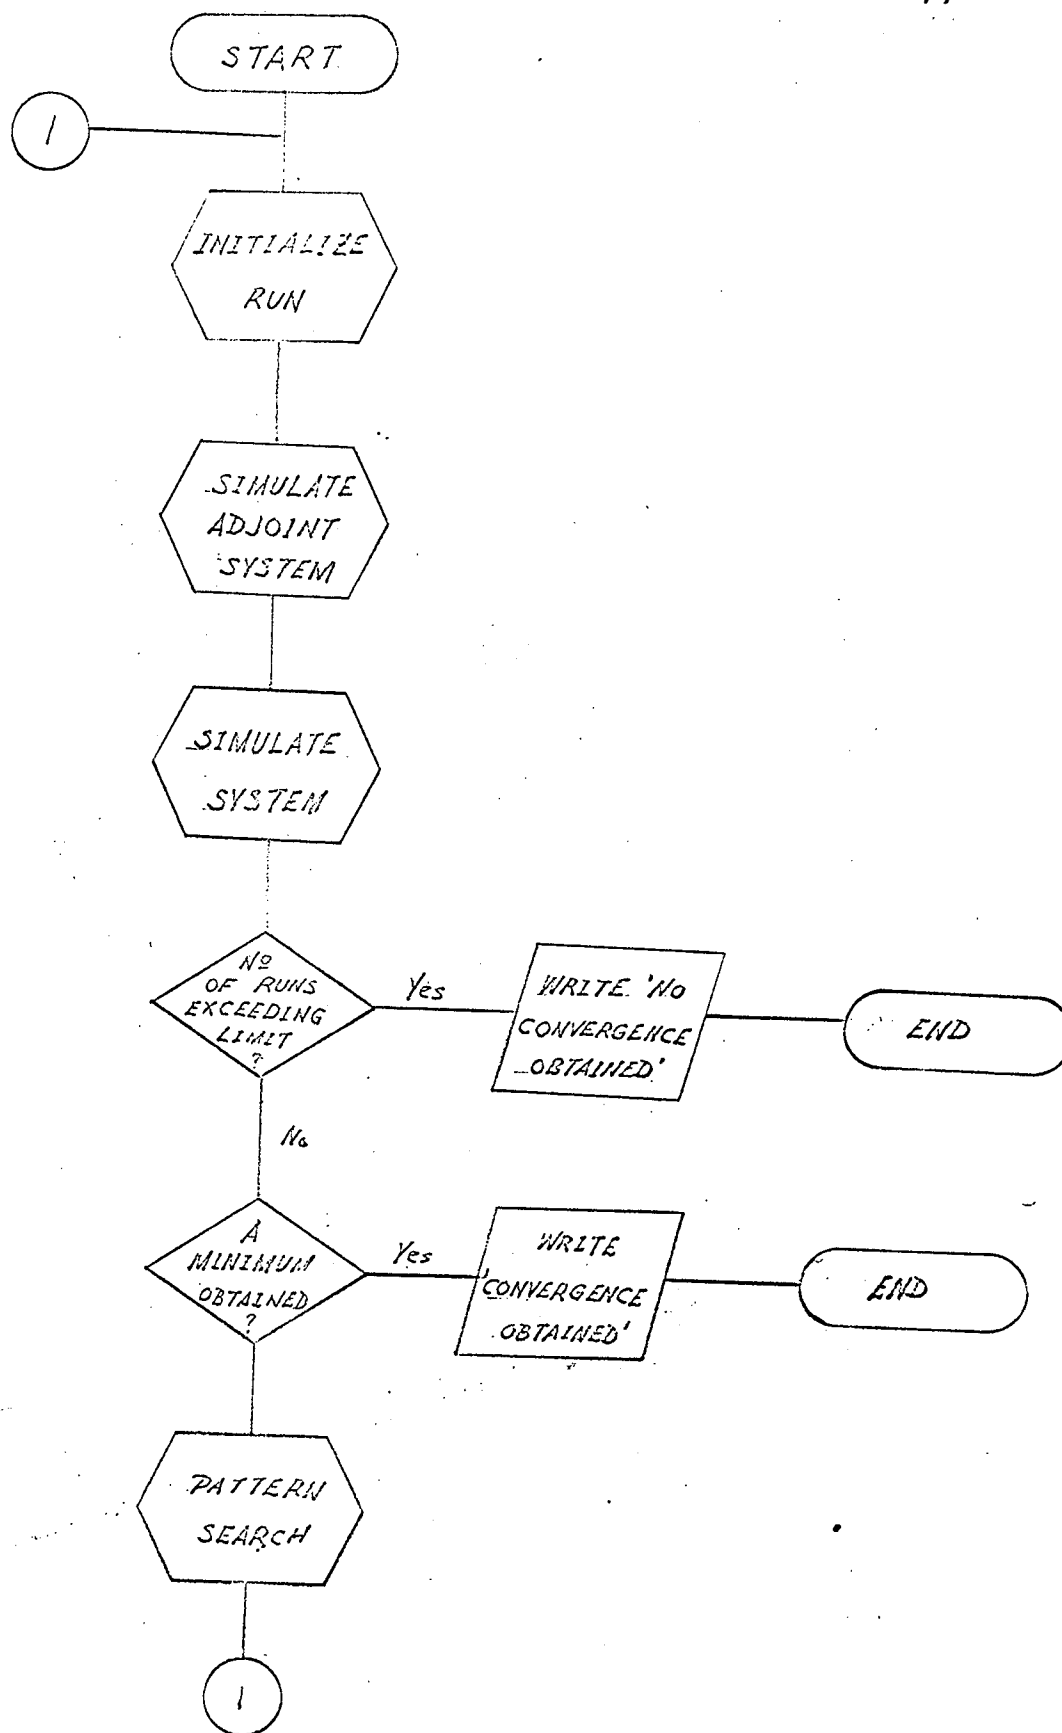 START
1
INITIALIZE
RUN
SIMULATE
ADJOINT
SYSTEM
SIMULATE
SYSTEM
Nº
OF RUNS
EXCEEDING
LIMIT
?
Yes
WRITE 'NO
CONVERGENCE
OBTAINED'
END
No
A
MINIMUM
OBTAINED
?
Yes
WRITE
'CONVERGENCE
OBTAINED'
END
PATTERN
SEARCH
1